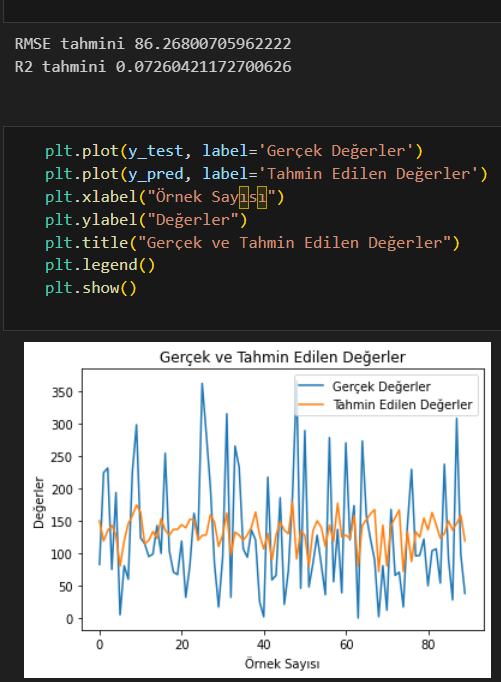 RMSE tahmini 86.26800705962222
R2 tahmini 0.07260421172700626
plt.plot(y_test, label='Gerçek Değerler')
plt.plot(y_pred, label='Tahmin Edilen Değerler')
plt.xlabel("Örnek Sayısı")
plt.ylabel("Değerler")
plt.title("Gerçek ve Tahmin Edilen Değerler")
plt.legend()
plt.show()
Gerçek ve Tahmin Edilen Değerler
Gerçek Değerler
Tahmin Edilen Değerler
350
300
250
200
150
100
50
0
Değerler
0 20 40 60 80
Örnek Sayısı